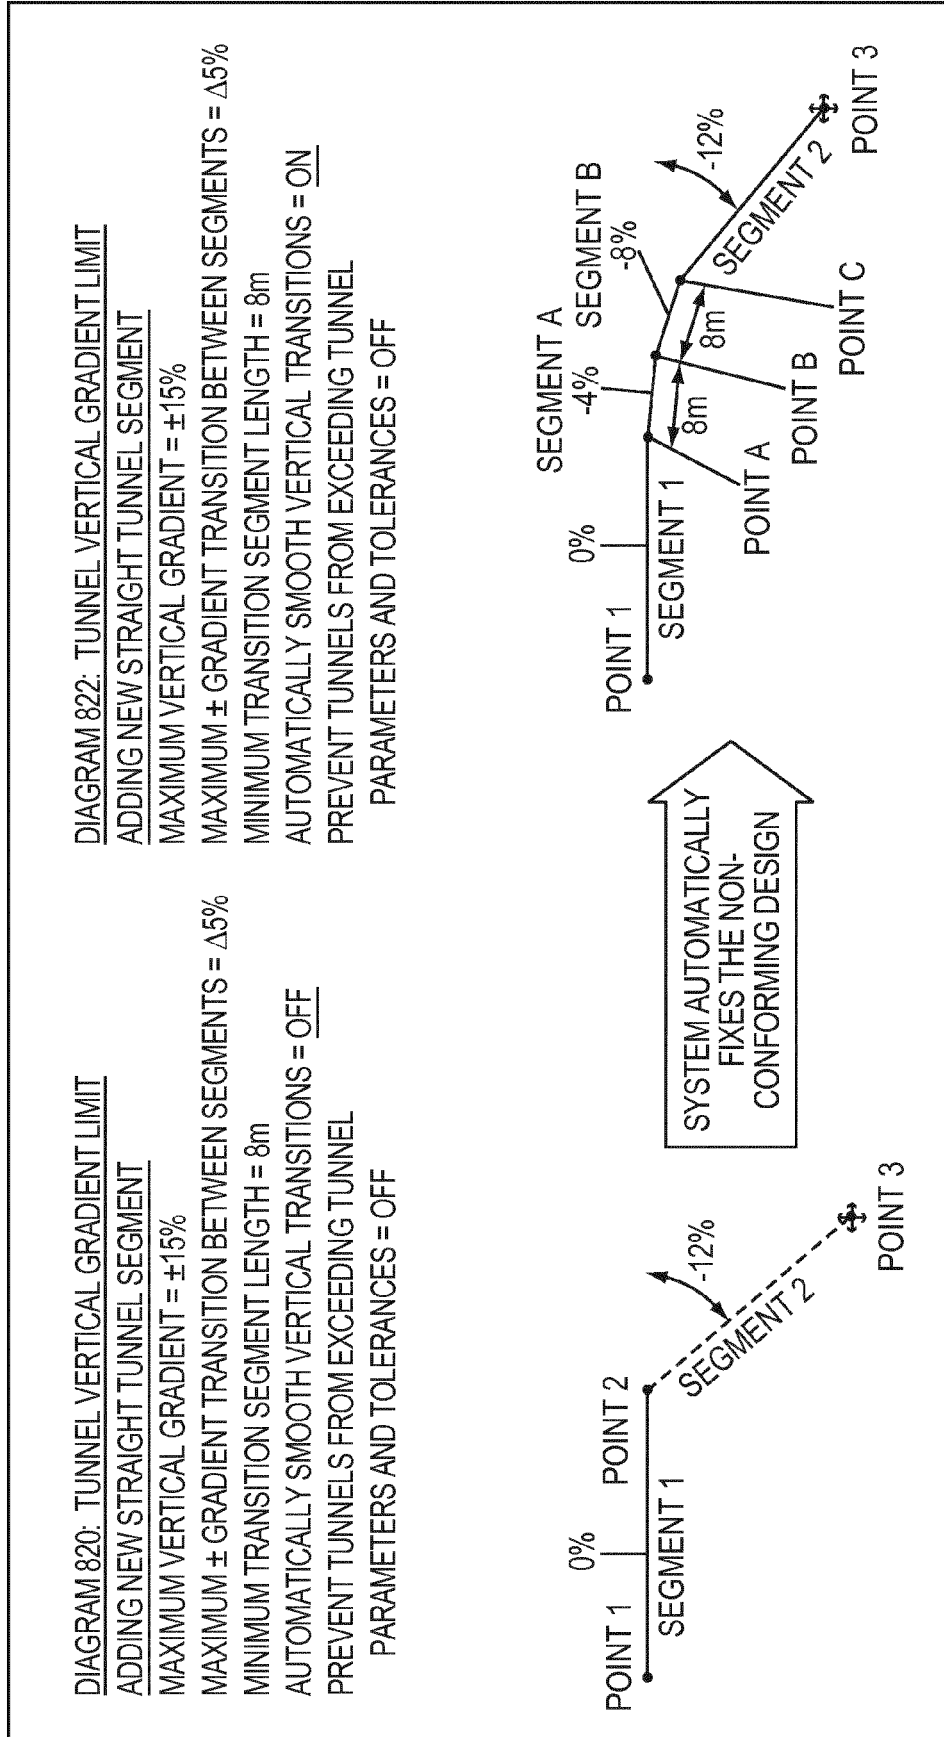 DIAGRAM 820: TUNNEL VERTICAL GRADIENT LIMIT
ADDING NEW STRAIGHT TUNNEL SEGMENT
MAXIMUM VERTICAL GRADIENT = ±15%
MAXIMUM ± GRADIENT TRANSITION BETWEEN SEGMENTS = Δ5%
MINIMUM TRANSITION SEGMENT LENGTH = 8m
AUTOMATICALLY SMOOTH VERTICAL TRANSITIONS = OFF
PREVENT TUNNELS FROM EXCEEDING TUNNEL
PARAMETERS AND TOLERANCES = OFF
POINT 1
0%
SEGMENT 1
POINT 2
-12%
SEGMENT 2
POINT 3
SYSTEM AUTOMATICALLY
FIXES THE NON-
CONFORMING DESIGN
DIAGRAM 822: TUNNEL VERTICAL GRADIENT LIMIT
ADDING NEW STRAIGHT TUNNEL SEGMENT
MAXIMUM VERTICAL GRADIENT = ±15%
MAXIMUM ± GRADIENT TRANSITION BETWEEN SEGMENTS = Δ5%
MINIMUM TRANSITION SEGMENT LENGTH = 8m
AUTOMATICALLY SMOOTH VERTICAL TRANSITIONS = ON
PREVENT TUNNELS FROM EXCEEDING TUNNEL
PARAMETERS AND TOLERANCES = OFF
POINT 1
0%
SEGMENT 1
SEGMENT A
-4%
SEGMENT B
-8%
8m
8m
POINT A
POINT B
POINT C
-12%
SEGMENT 2
POINT 3